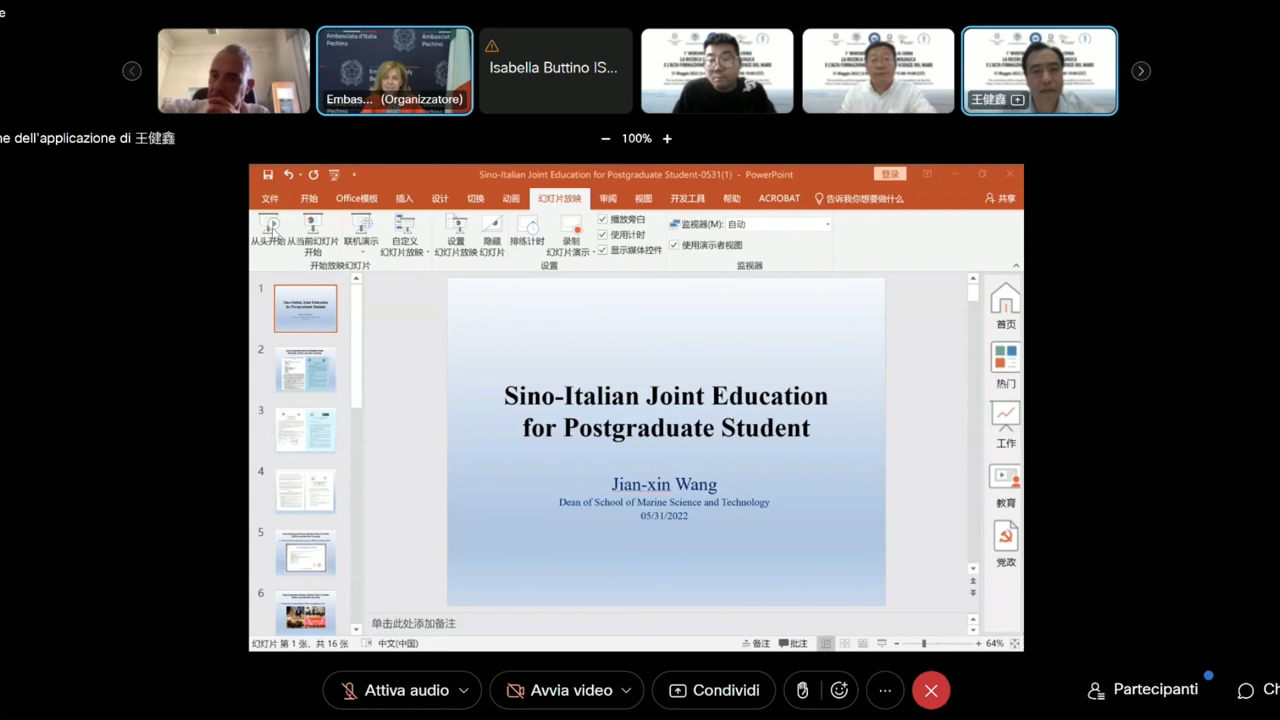 e
Ambasciata d'Italia
Pechino
Ambasciat
Pechino
Embas... (Organizzatore)
Isabella Buttino IS...
王健鑫
ne dell'applicazione di 王健鑫
100%
Sino-Italian Joint Education for Postgraduate Student-0531(1) - PowerPoint
登录
文件 开始 Office模板 插入 设计 切换 动画 幻灯片放映 审阅 视图 开发工具 帮助 ACROBAT 告诉我你想要做什么 共享
从头开始 从当前幻灯片 开始
联机演示
自定义 幻灯片放映
设置 幻灯片放映
隐藏 幻灯片
排练计时
录制 幻灯片演示
播放旁白
使用计时
显示媒体控件
监视器(M): 自动
使用演示者视图
开始放映幻灯片 设置 监视器
1
2
3
4
5
6
Sino-Italian Joint Education
for Postgraduate Student
Jian-xin Wang
Dean of School of Marine Science and Technology
05/31/2022
首页
热门
工作
教育
党政
单击此处添加备注
幻灯片 第 1 张，共 16 张 中文(中国) 备注 批注 64%
Attiva audio
Avvia video
Condividi
Partecipanti
Ch